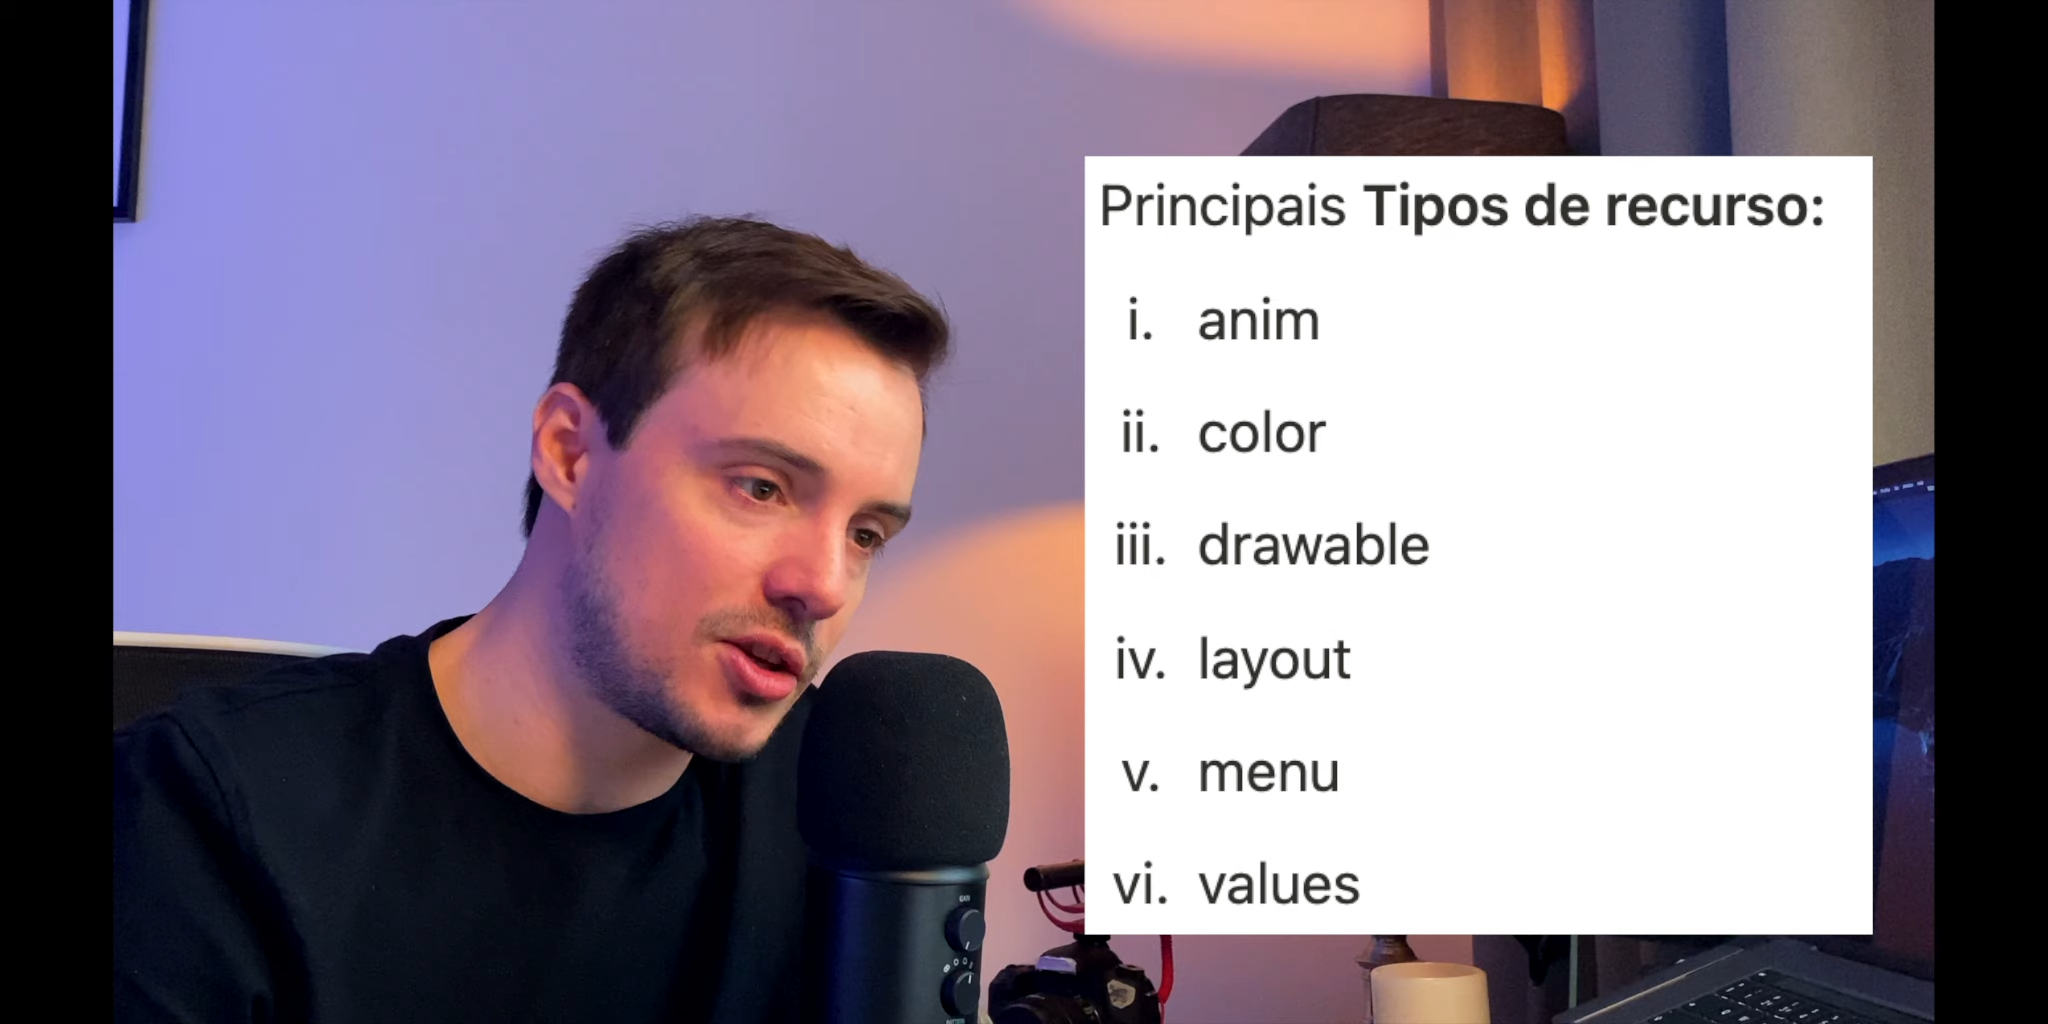 Principais Tipos de recurso:
i. anim
ii. color
iii. drawable
iv. layout
v. menu
vi. values